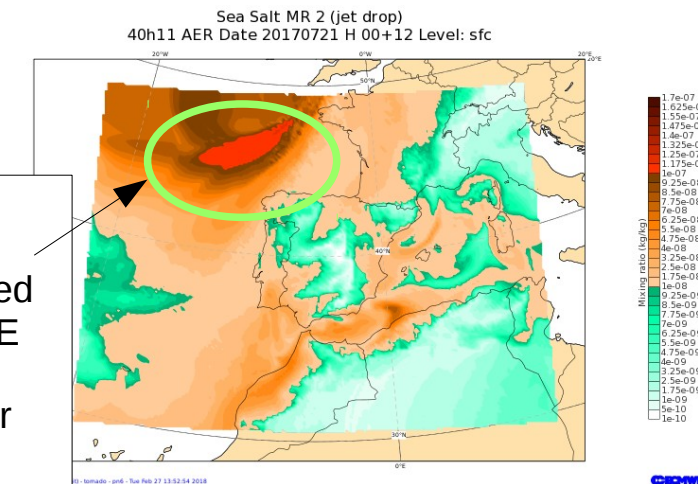 Sea Salt MR 2 (jet drop)
40h11 AER Date 20170721 H 00+12 Level: sfc
20°W
0°W
20°E
20°E
50°N
40°N
30°N
0°E
ed
E
r
Mixing ratio (kg/kg)
1.7e-07
1.625e-0
1.55e-07
1.475e-0
1.4e-07
1.325e-0
1.25e-07
1.175e-0
1e-07
9.25e-08
8.5e-08
7.75e-08
7e-08
6.25e-08
5.5e-08
4.75e-08
4e-08
3.25e-08
2.5e-08
1.75e-08
1e-08
9.25e-09
8.5e-09
7.75e-09
7e-09
6.25e-09
5.5e-09
4.75e-09
4e-09
3.25e-09
2.5e-09
1.75e-09
1e-09
5e-10
1e-10
- tomado - pn6 - Tue Feb 27 13:52:54 2018
ECMW